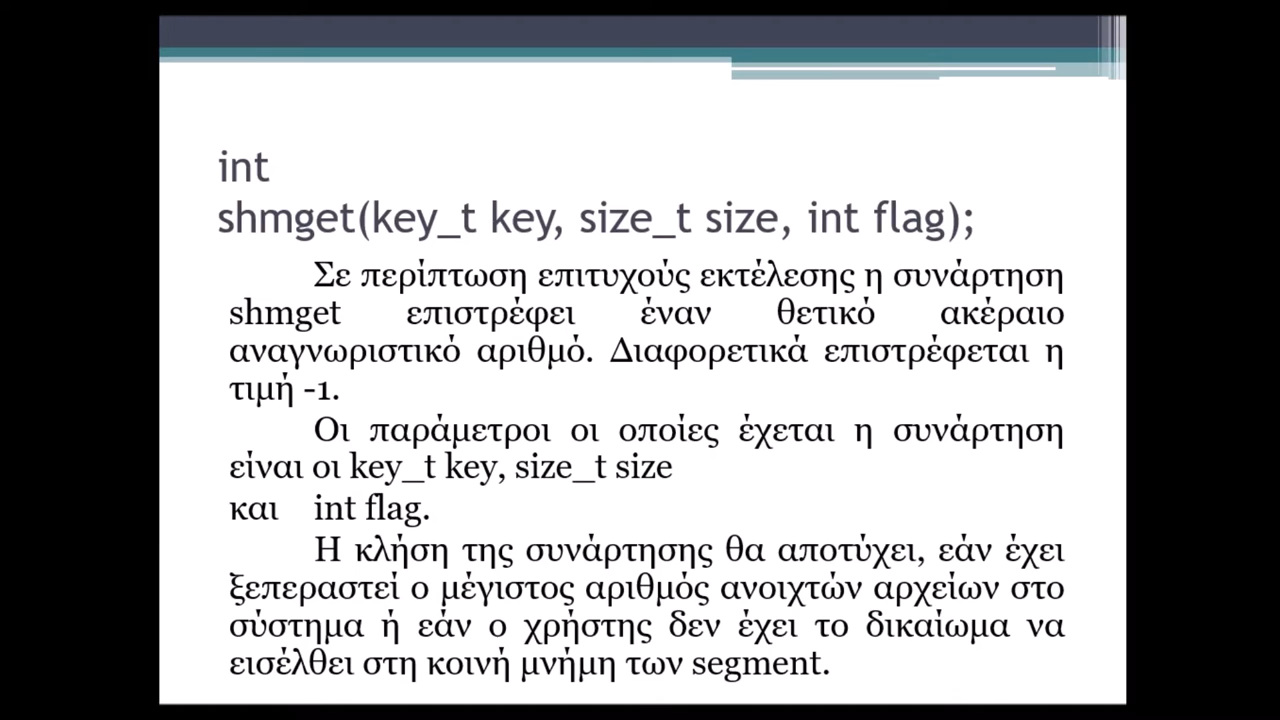 int
shmget(key_t key, size_t size, int flag);
Σε περίπτωση επιτυχούς εκτέλεσης η συνάρτηση
shmget επιστρέφει έναν θετικό ακέραιο
αναγνωριστικό αριθμό. Διαφορετικά επιστρέφεται η
τιμή -1.
Οι παράμετροι οι οποίες έχεται η συνάρτηση
είναι οι key_t key, size_t size
και int flag.
Η κλήση της συνάρτησης θα αποτύχει, εάν έχει
ξεπεραστεί ο μέγιστος αριθμός ανοιχτών αρχείων στο
σύστημα ή εάν ο χρήστης δεν έχει το δικαίωμα να
εισέλθει στη κοινή μνήμη των segment.